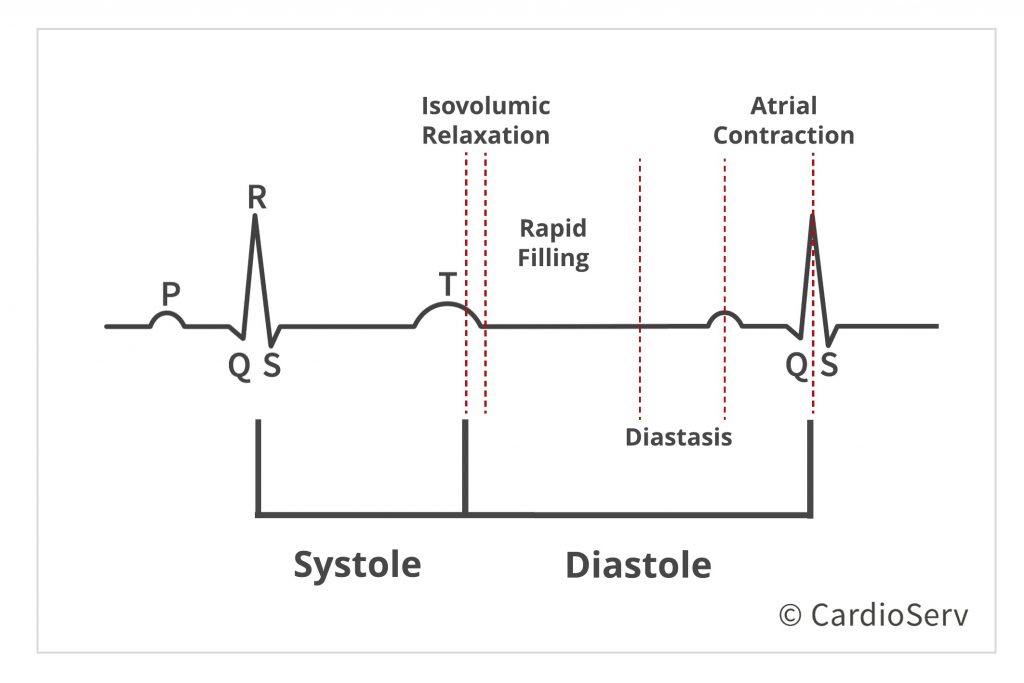 Isovolumic
Relaxation
Atrial
Contraction
R
Rapid
Filling
T
P
Q S
Q S
Diastasis
Systole
Diastole
© CardioServ